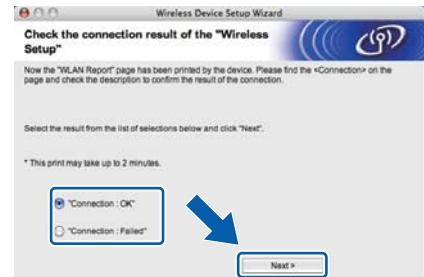 Wireless Device Setup Wizard
Check the connection result of the "Wireless
Setup"
Now the "WLAN Report" page has been printed by the device. Please find the <Connection> on the
page and check the description to confirm the result of the connection.
Select the result from the list of selections below and click "Next".
* This print may take up to 2 minutes.
"Connection : OK"
"Connection : Failed"
Next >